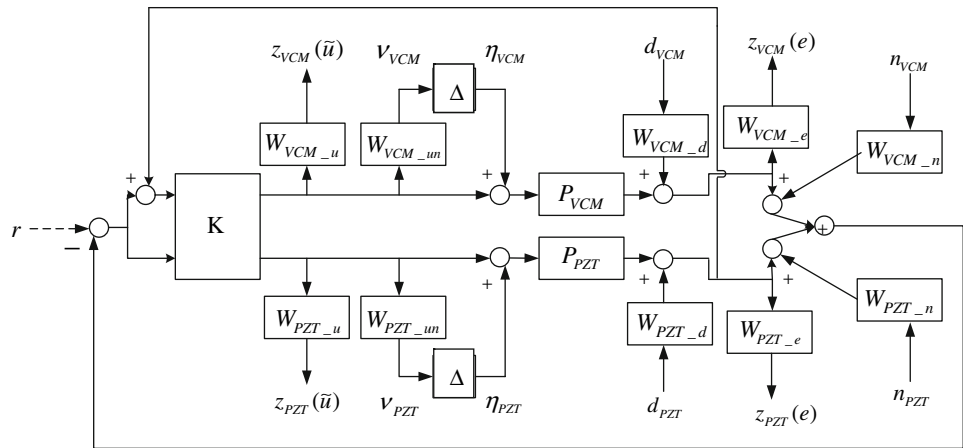 z_VCM(ũ)
ν_VCM
η_VCM
d_VCM
z_VCM(e)
n_VCM
Δ
W_VCM_u
W_VCM_un
W_VCM_d
W_VCM_e
W_VCM_n
+
+
+
+
K
P_VCM
r
−
+
P_PZT
+
+
+
W_PZT_u
W_PZT_un
W_PZT_d
W_PZT_e
W_PZT_n
Δ
z_PZT(ũ)
ν_PZT
η_PZT
d_PZT
z_PZT(e)
n_PZT